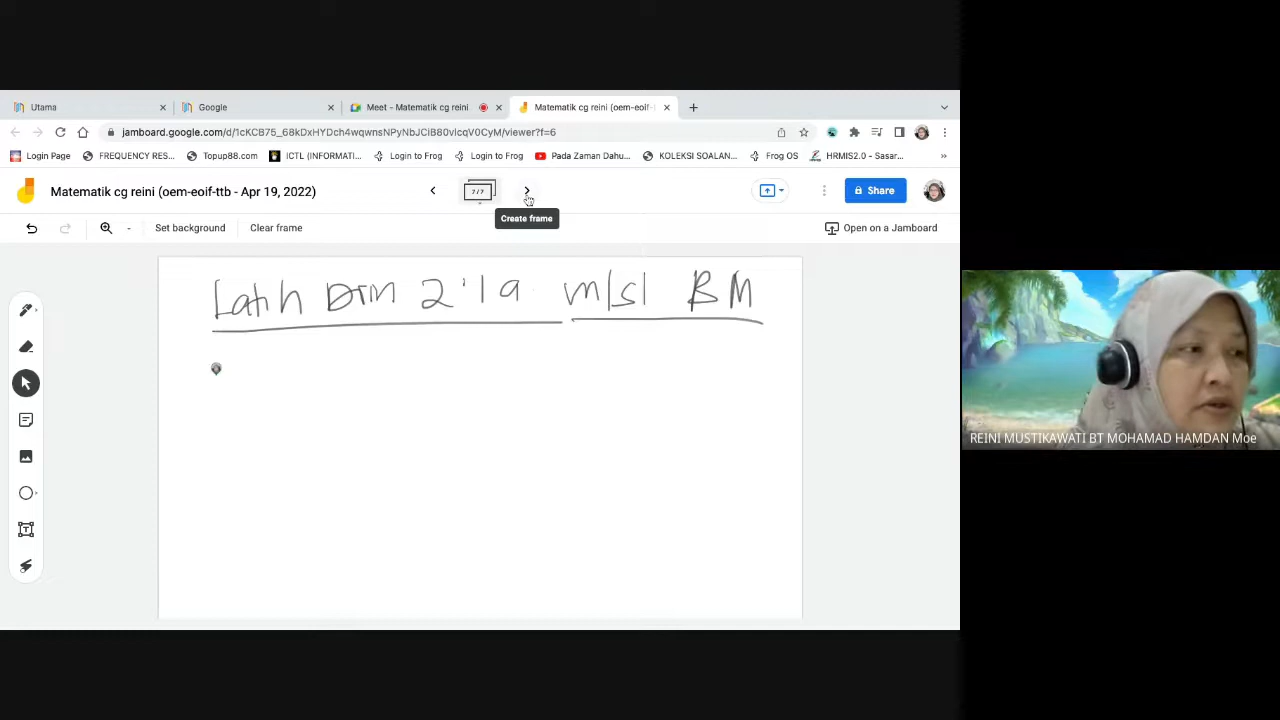 Utama
Google
Meet - Matematik cg reini
Matematik cg reini (oem-eoif-
jamboard.google.com/d/1cKCB75_68kDxHYDch4wqwnsNPyNbJCiB80vlcqV0CyM/viewer?f=6
Login Page FREQUENCY RES... Topup88.com ICTL (INFORMATI... Login to Frog Login to Frog Pada Zaman Dahu... KOLEKSI SOALAN... Frog OS HRMIS2.0 - Sasar... »
Matematik cg reini (oem-eoif-ttb - Apr 19, 2022)
7/7
Share
Create frame
Set background Clear frame
Open on a Jamboard
Latih Drm 2.1a m/s1 BM
REINI MUSTIKAWATI BT MOHAMAD HAMDAN Moe